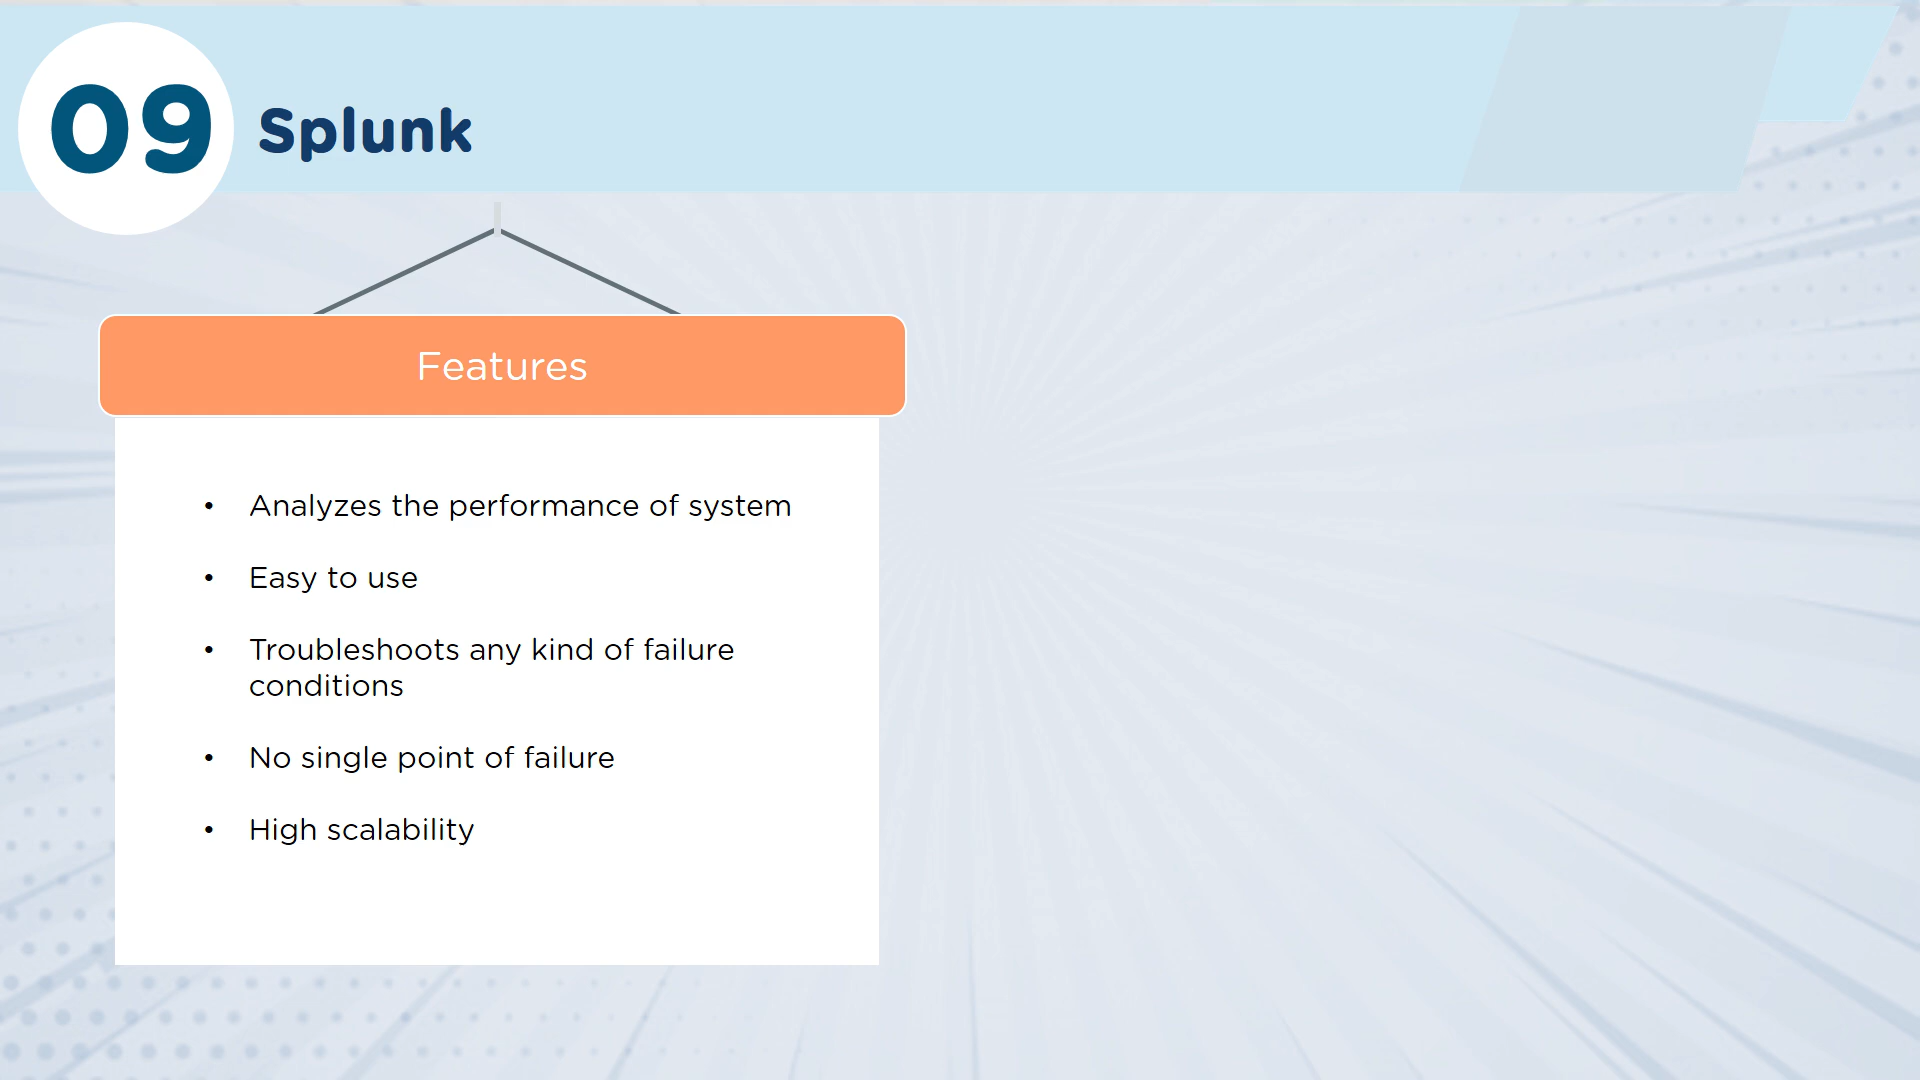 09
Splunk
Features
• Analyzes the performance of system
• Easy to use
• Troubleshoots any kind of failure
conditions
• No single point of failure
• High scalability